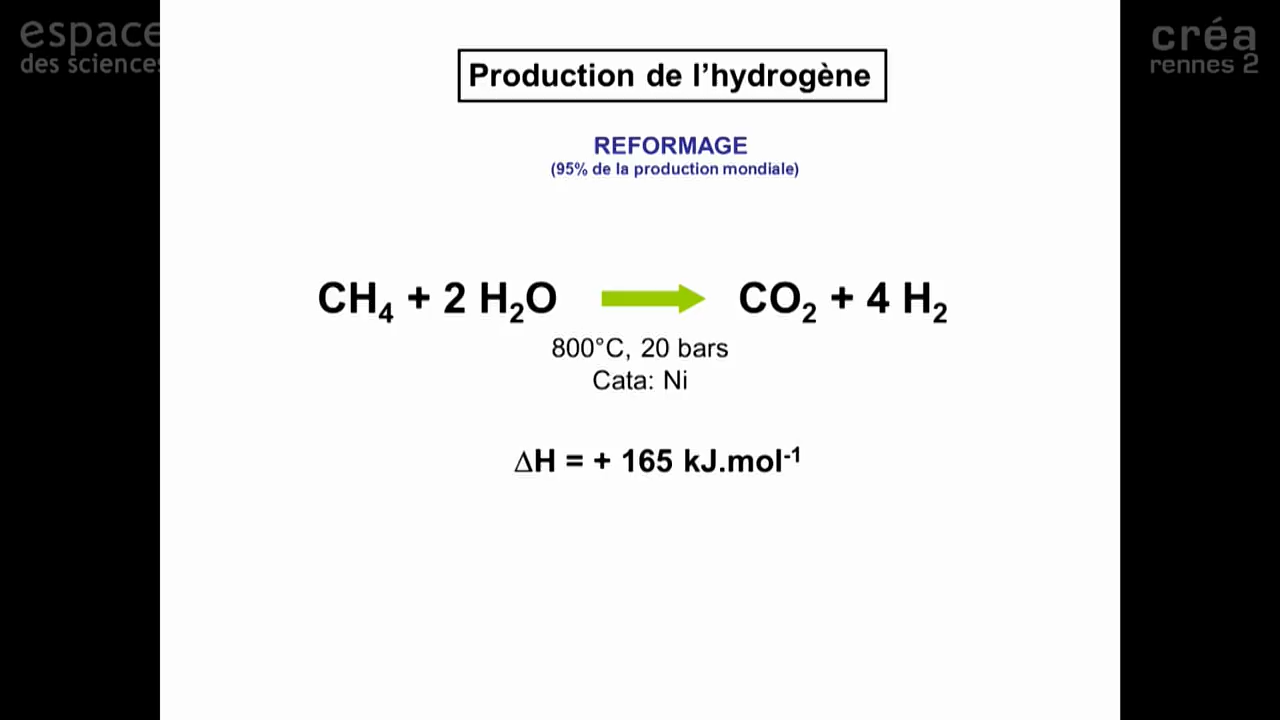 espace
des sciences
créa
rennes 2
Production de l’hydrogène
REFORMAGE
(95% de la production mondiale)
CH₄ + 2 H₂O CO₂ + 4 H₂
800°C, 20 bars
Cata: Ni
∆H = + 165 kJ.mol⁻¹